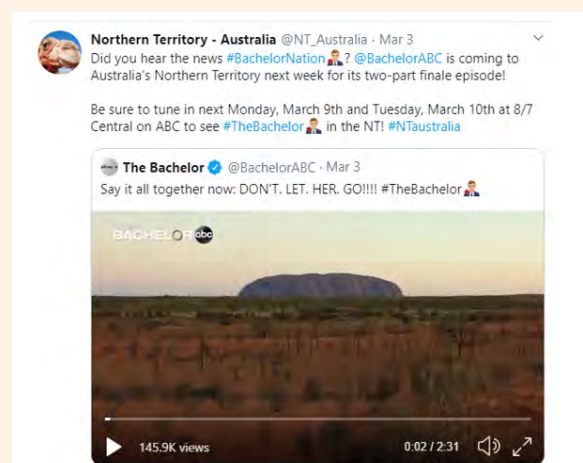 Northern Territory - Australia @NT_Australia · Mar 3
Did you hear the news #BachelorNation? @BachelorABC is coming to
Australia's Northern Territory next week for its two-part finale episode!
Be sure to tune in next Monday, March 9th and Tuesday, March 10th at 8/7
Central on ABC to see #TheBachelor in the NT! #NTaustralia
The Bachelor @BachelorABC · Mar 3
Say it all together now: DON'T. LET. HER. GO!!!! #TheBachelor
BACHELOR abc
145.9K views 0:02 / 2:31